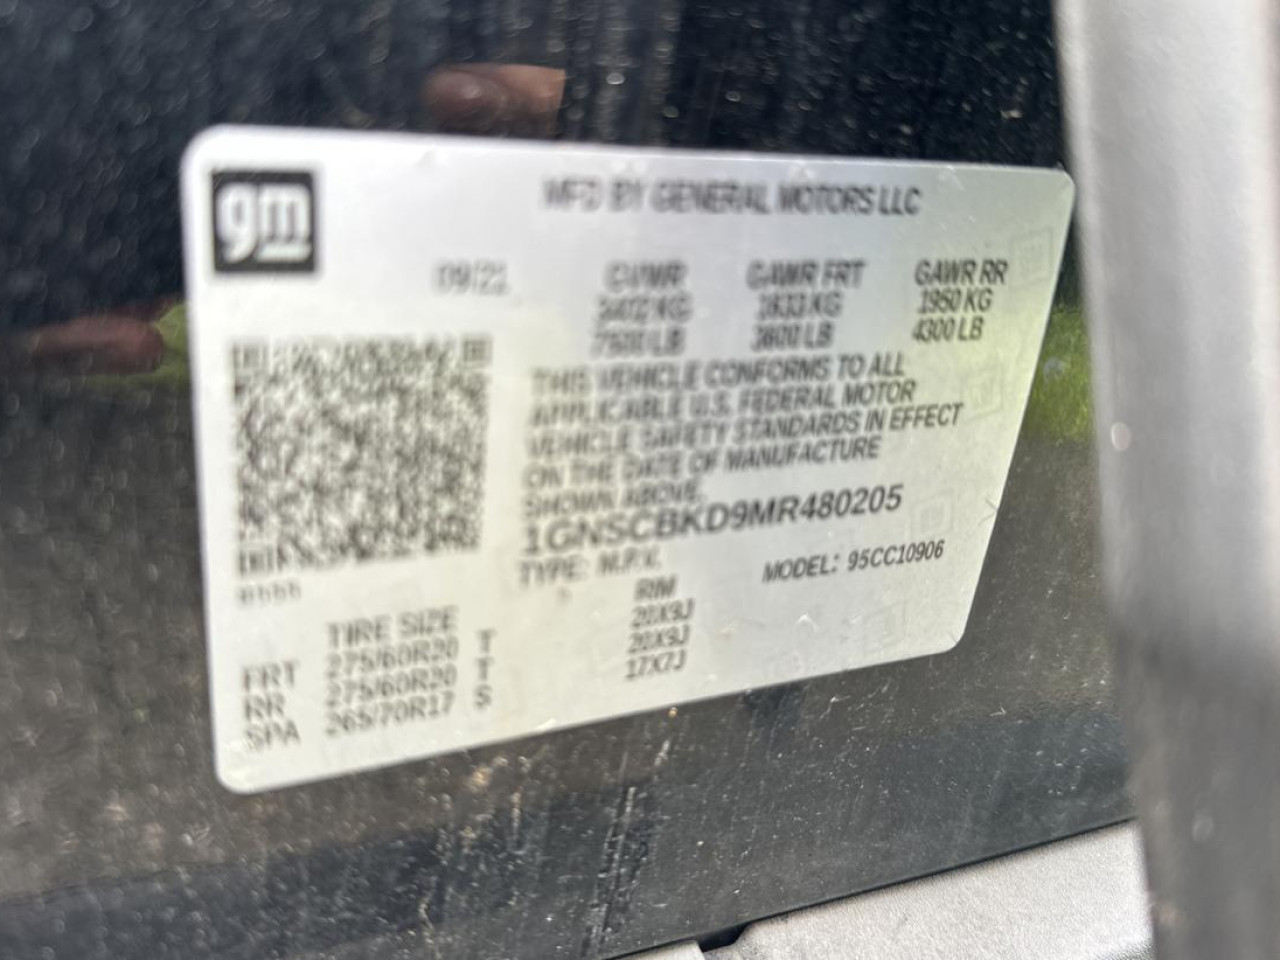 gm
MFD BY GENERAL MOTORS LLC
09/21
GVWR GAWR FRT GAWR RR
3402 KG 1633 KG 1950 KG
7500 LB 3600 LB 4300 LB
THIS VEHICLE CONFORMS TO ALL
APPLICABLE U.S. FEDERAL MOTOR
VEHICLE SAFETY STANDARDS IN EFFECT
ON THE DATE OF MANUFACTURE
SHOWN ABOVE.
1GNSCBKD9MR480205
TYPE: M.P.V. MODEL: 95CC10906
TIRE SIZE RIM
FRT 275/60R20 T 20X9J
RR 275/60R20 T 20X9J
SPA 265/70R17 S 17X7J